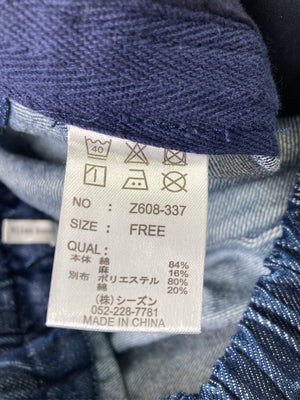 40
NO : Z608-337
SIZE : FREE
QUAL:
本体 綿 84%
麻 16%
別布 ポリエステル 80%
綿 20%
(株)シーズン
052-228-7781
MADE IN CHINA